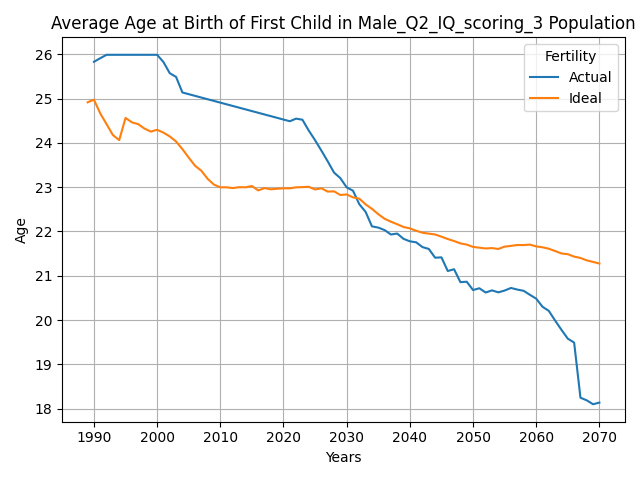 Average Age at Birth of First Child in Male_Q2_IQ_scoring_3 Population
Fertility
Actual
Ideal
Age
26
25
24
23
22
21
20
19
18
1990 2000 2010 2020 2030 2040 2050 2060 2070
Years